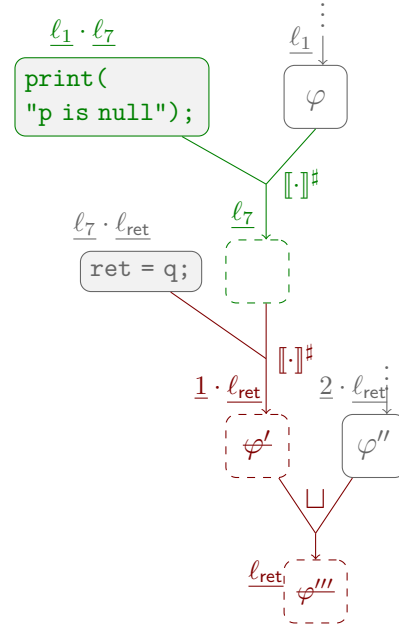 ⋮
ℓ₁ · ℓ₇
ℓ₁
print(
"p is null");
φ
⟦·⟧♯
ℓ₇
ℓ₇ · ℓret
ret = q;
⟦·⟧♯
⋮
1 · ℓret
2 · ℓret
φ′
φ″
⊔
ℓret
φ‴